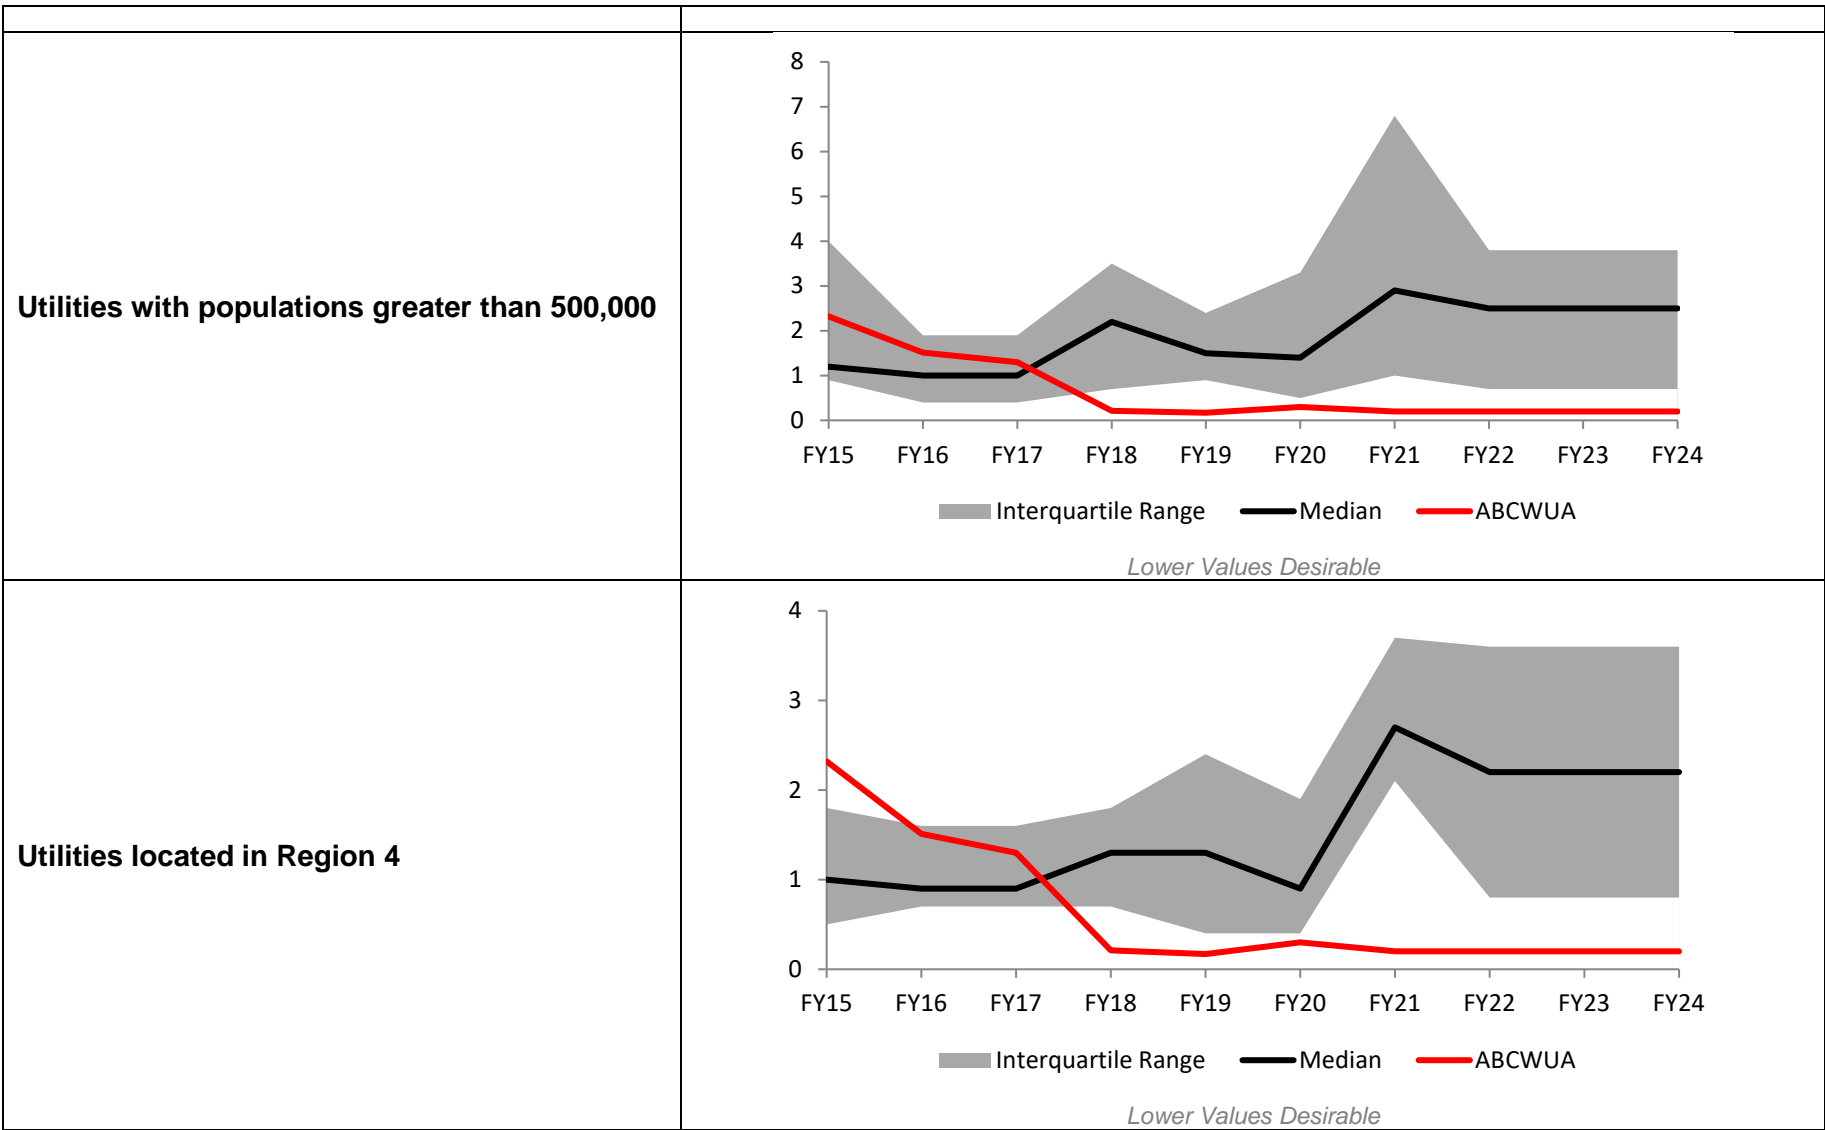 Utilities with populations greater than 500,000
8
7
6
5
4
3
2
1
0
FY15 FY16 FY17 FY18 FY19 FY20 FY21 FY22 FY23 FY24
Interquartile Range Median ABCWUA
Lower Values Desirable
Utilities located in Region 4
4
3
2
1
0
FY15 FY16 FY17 FY18 FY19 FY20 FY21 FY22 FY23 FY24
Interquartile Range Median ABCWUA
Lower Values Desirable